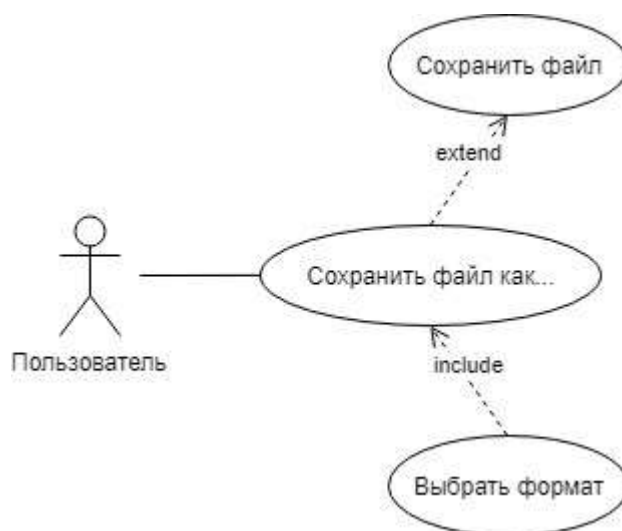 Сохранить файл
extend
Сохранить файл как...
Пользователь
include
Выбрать формат